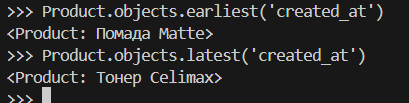 >>> Product.objects.earliest('created_at')
<Product: Помада Matte>
>>> Product.objects.latest('created_at')
<Product: Тонер Celimax>
>>>